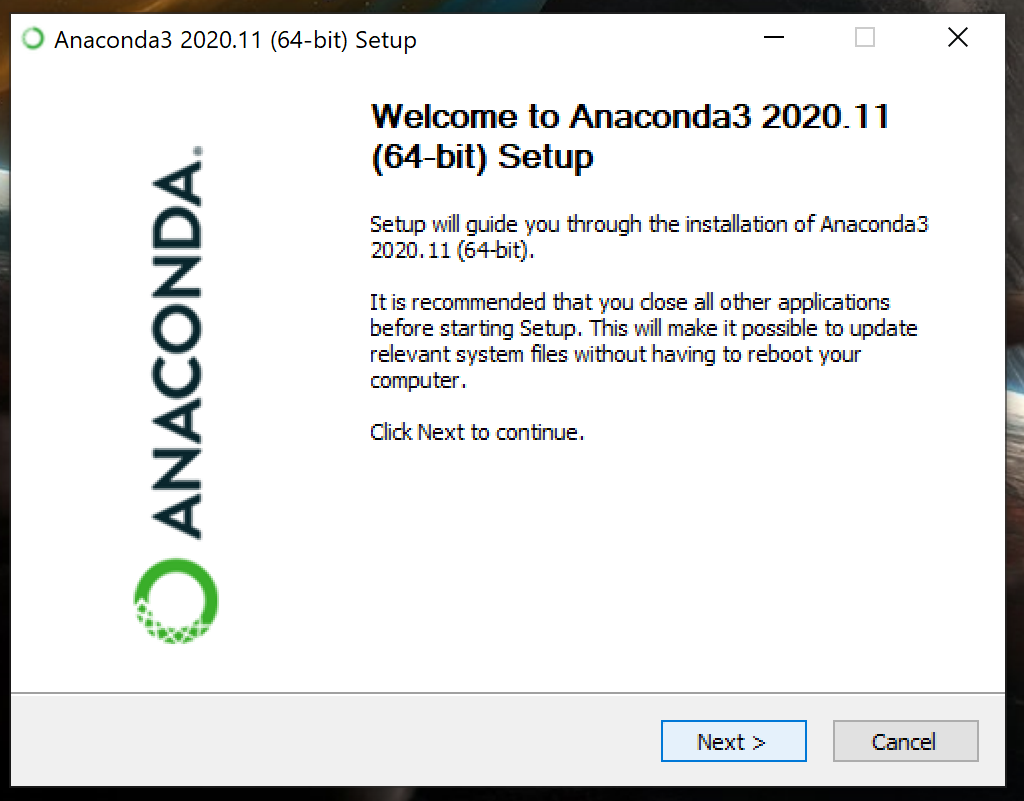 Anaconda3 2020.11 (64-bit) Setup
Welcome to Anaconda3 2020.11
(64-bit) Setup
Setup will guide you through the installation of Anaconda3
2020.11 (64-bit).
It is recommended that you close all other applications
before starting Setup. This will make it possible to update
relevant system files without having to reboot your
computer.
Click Next to continue.
ANACONDA.
Next >
Cancel